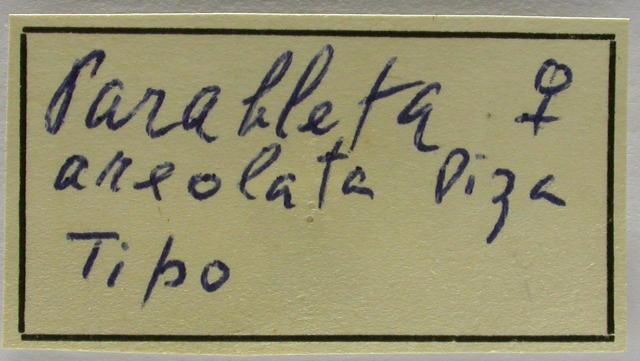 Parableta ♀
areolata Piza
Tipo